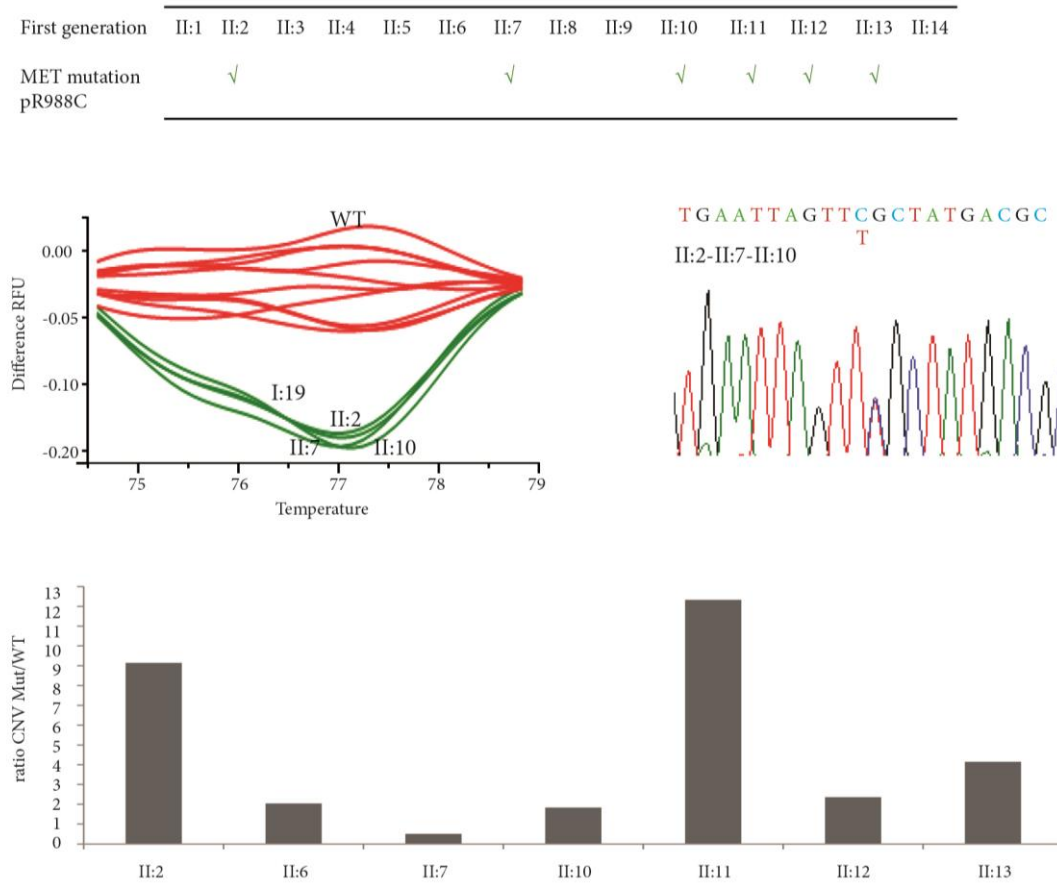 First generation II:1 II:2 II:3 II:4 II:5 II:6 II:7 II:8 II:9 II:10 II:11 II:12 II:13 II:14
MET mutation √ √ √ √ √ √
pR988C
WT
0.00
-0.05
-0.10
-0.20
Difference RFU
I:19
II:2
II:7 II:10
75 76 77 78 79
Temperature
TGAATTAGTTCGCTATGACGC
T
II:2-II:7-II:10
13
12
11
10
9
8
7
6
5
4
3
2
1
0
ratio CNV Mut/WT
II:2 II:6 II:7 II:10 II:11 II:12 II:13